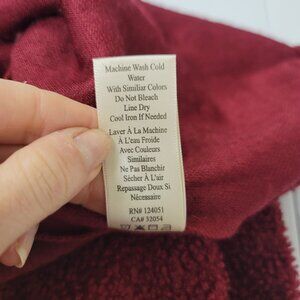 Machine Wash Cold
Water
With Similiar Colors
Do Not Bleach
Line Dry
Cool Iron If Needed
Laver À La Machine
À L'eau Froide
Avec Couleurs
Similaires
Ne Pas Blanchir
Sécher À L'air
Repassage Doux Si
Nécessaire
RN# 124051
CA# 32054